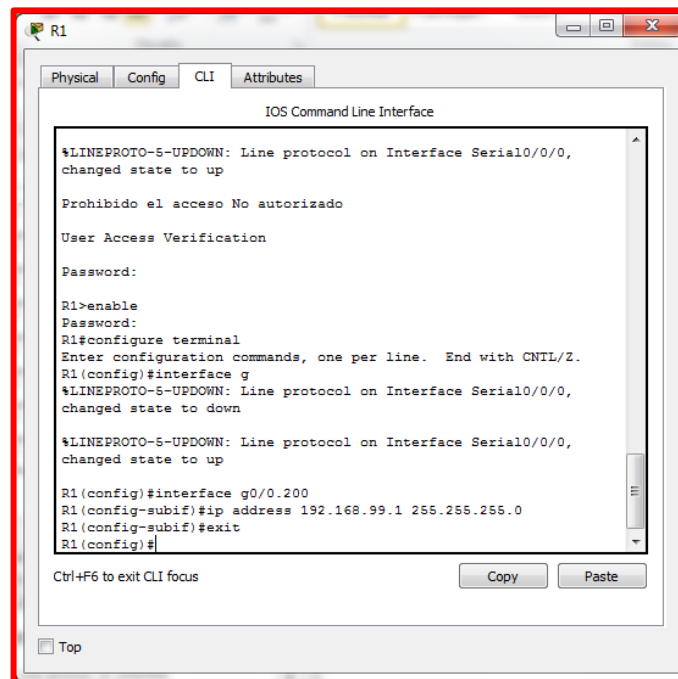 R1
Physical Config CLI Attributes
IOS Command Line Interface
%LINEPROTO-5-UPDOWN: Line protocol on Interface Serial0/0/0,
changed state to up
Prohibido el acceso No autorizado
User Access Verification
Password:
R1>enable
Password:
R1#configure terminal
Enter configuration commands, one per line.  End with CNTL/Z.
R1(config)#interface g
%LINEPROTO-5-UPDOWN: Line protocol on Interface Serial0/0/0,
changed state to down
%LINEPROTO-5-UPDOWN: Line protocol on Interface Serial0/0/0,
changed state to up
R1(config)#interface g0/0.200
R1(config-subif)#ip address 192.168.99.1 255.255.255.0
R1(config-subif)#exit
R1(config)#
Ctrl+F6 to exit CLI focus
Copy Paste
Top